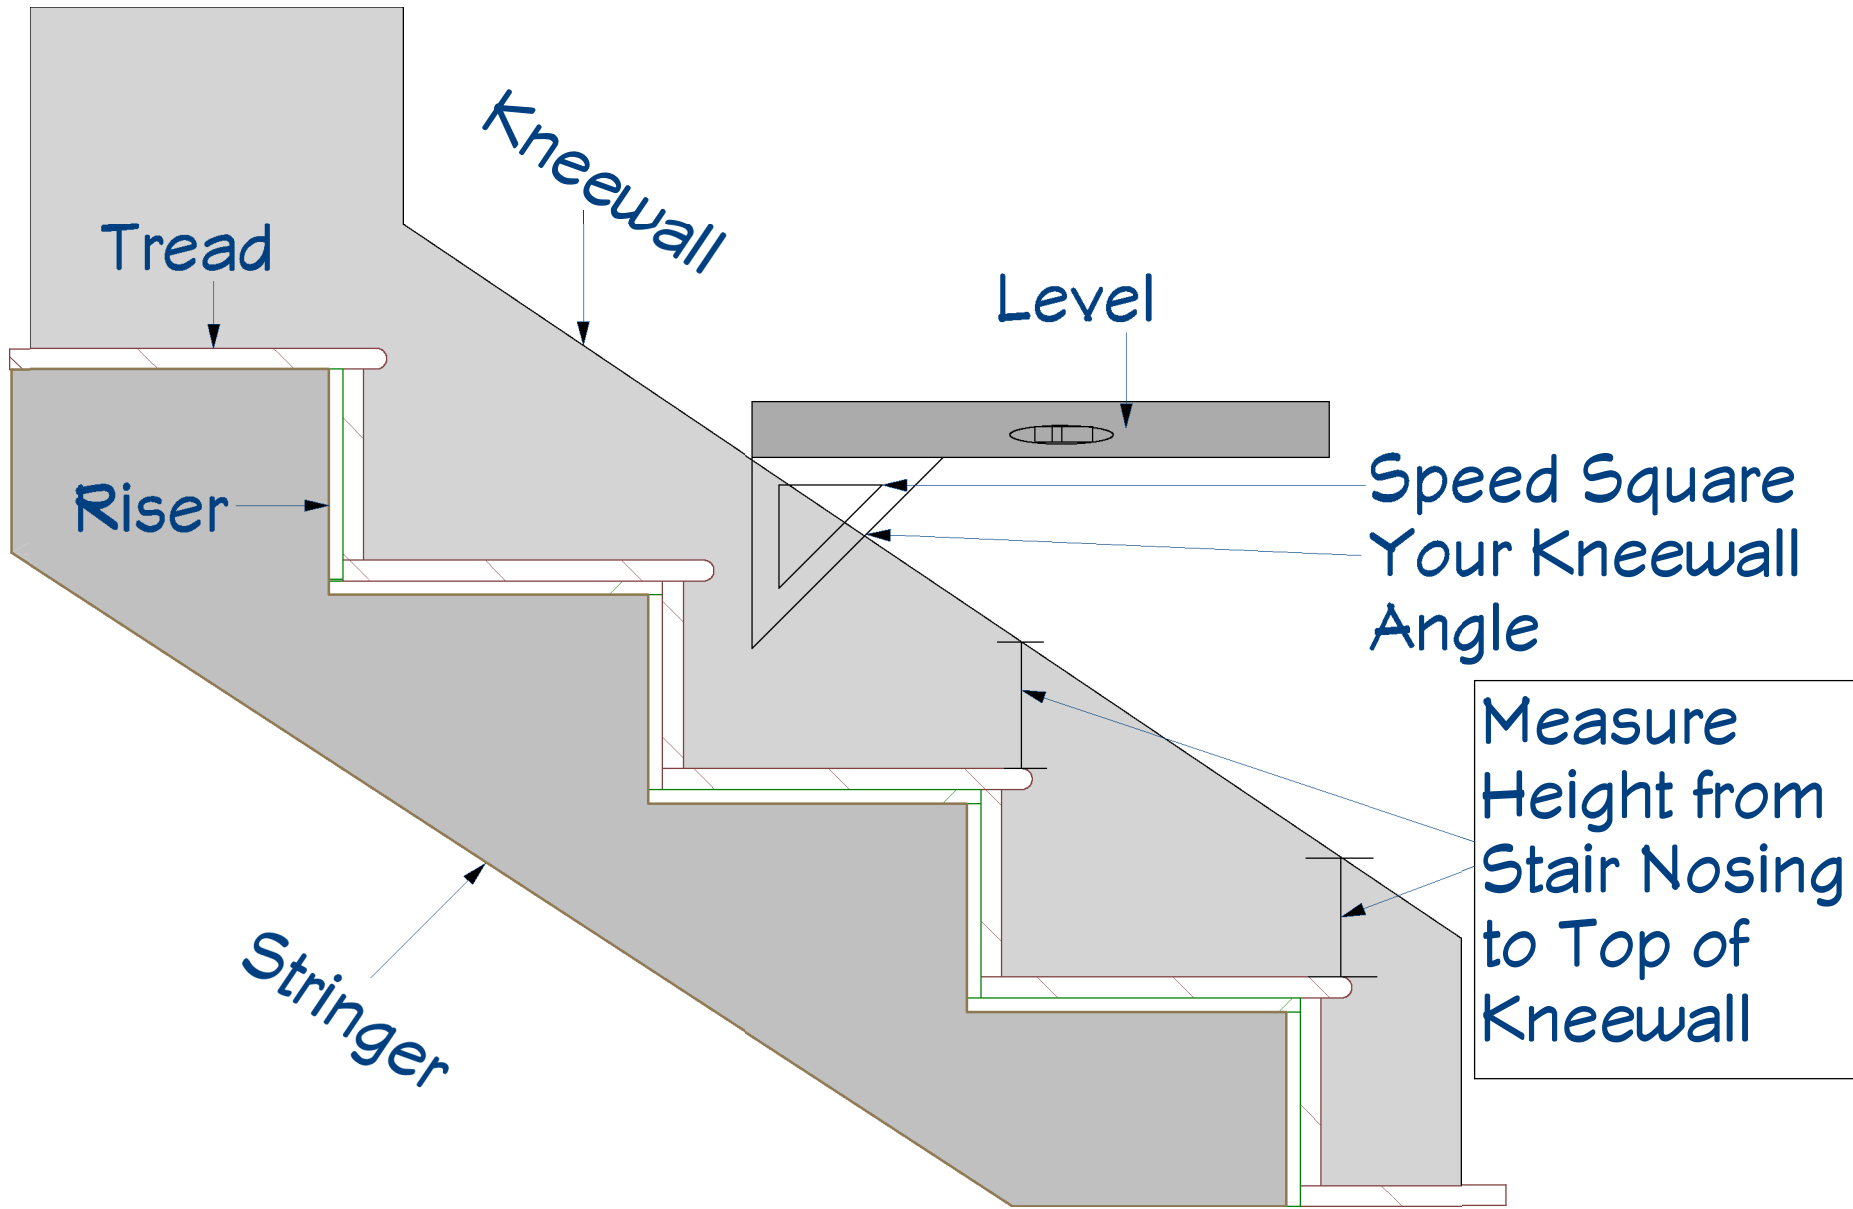 Kneewall
Tread
Level
Riser
Speed Square
Your Kneewall
Angle
Measure
Height from
Stair Nosing
to Top of
Kneewall
Stringer